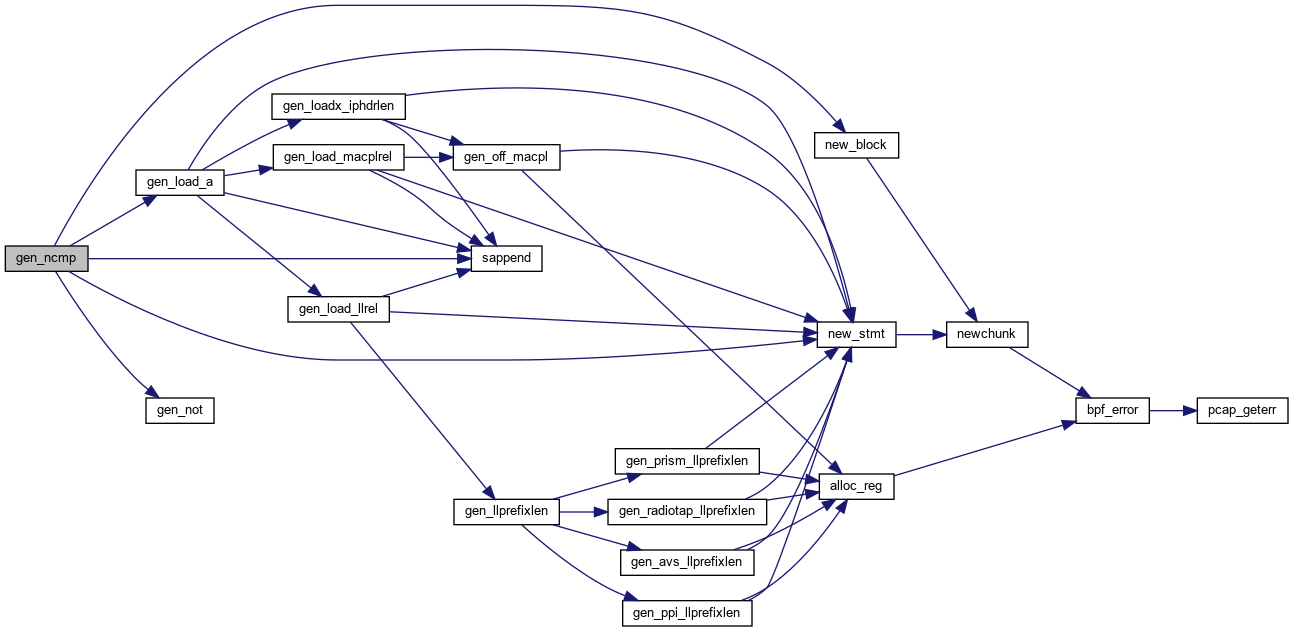 gen_ncmp
gen_load_a
gen_not
gen_loadx_iphdrlen
gen_load_macplrel
gen_load_llrel
gen_off_macpl
sappend
gen_llprefixlen
gen_prism_llprefixlen
gen_radiotap_llprefixlen
gen_avs_llprefixlen
gen_ppi_llprefixlen
new_block
new_stmt
alloc_reg
newchunk
bpf_error
pcap_geterr